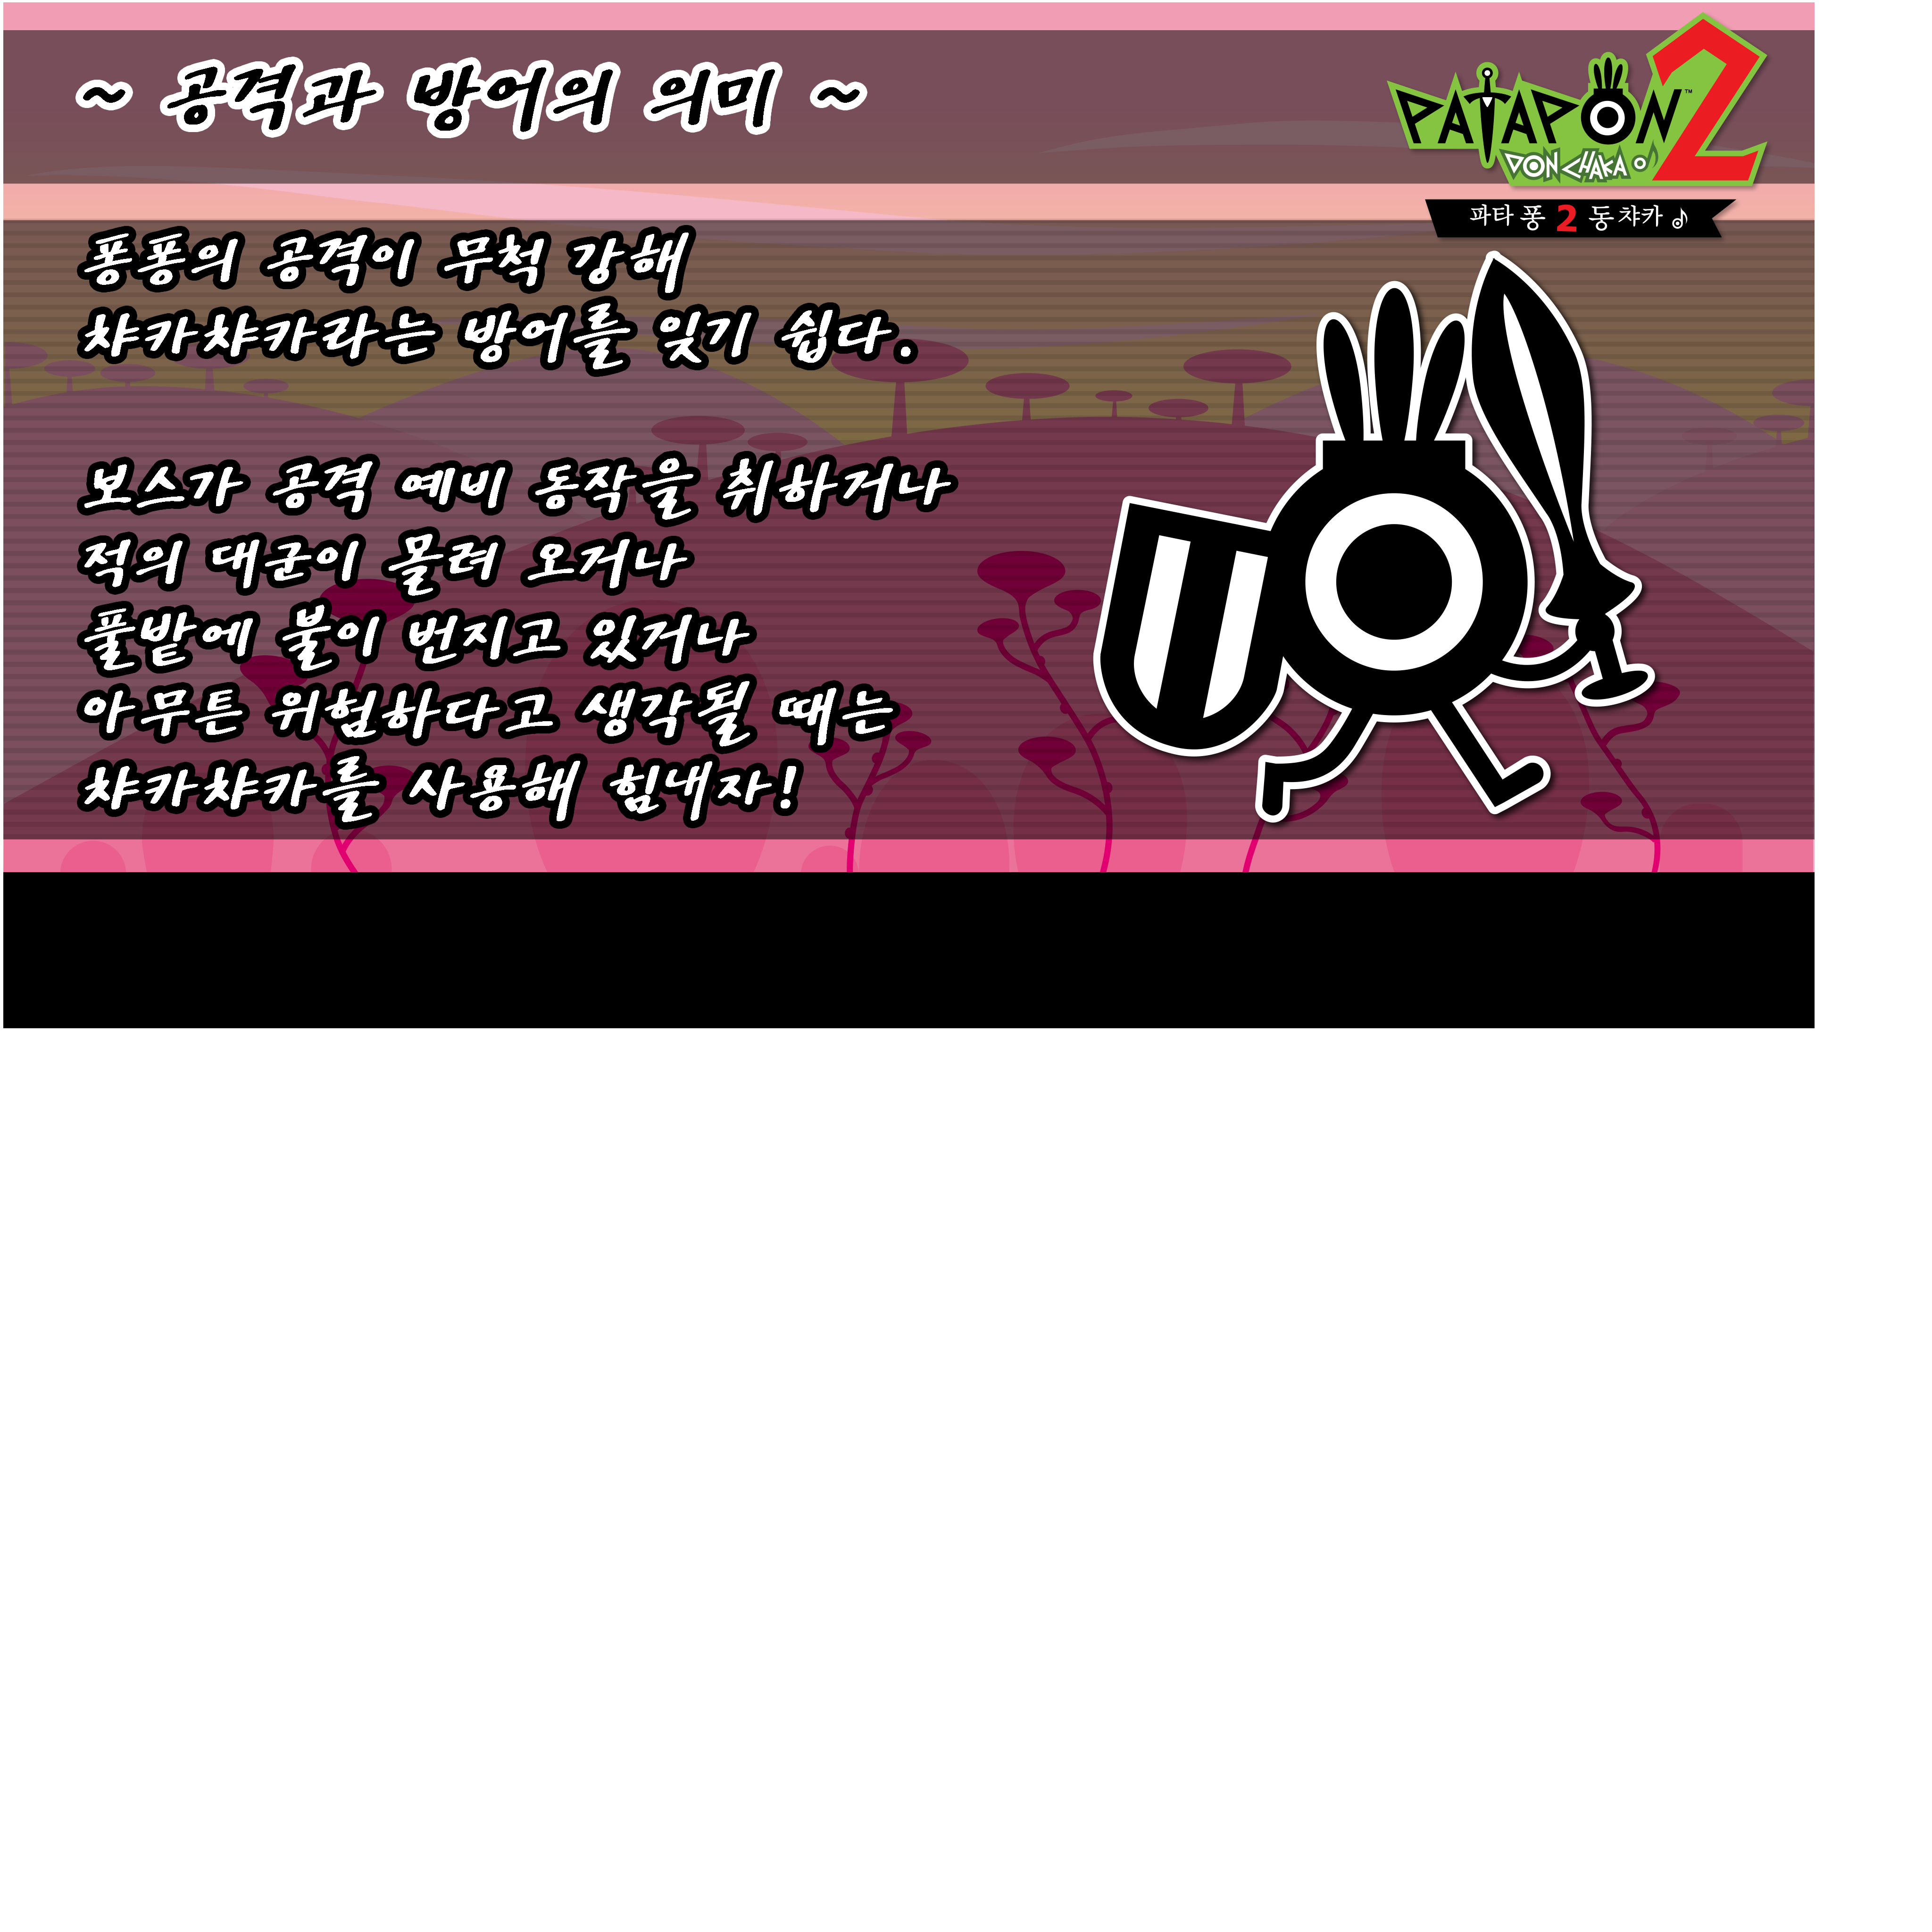 ~ 공격과 방어의 의미 ~
PATAPON 2™
DON CHAKA
파타퐁 2 동챠카♪
퐁퐁의 공격이 무척 강해
챠카챠카라는 방어를 잊기 쉽다.
보스가 공격 예비 동작을 취하거나
적의 대군이 몰려 오거나
풀밭에 불이 번지고 있거나
아무튼 위험하다고 생각될 때는
챠카챠카를 사용해 힘내자!